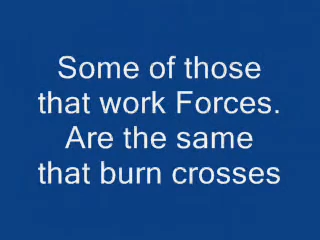 Some of those
that work Forces.
Are the same
that burn crosses